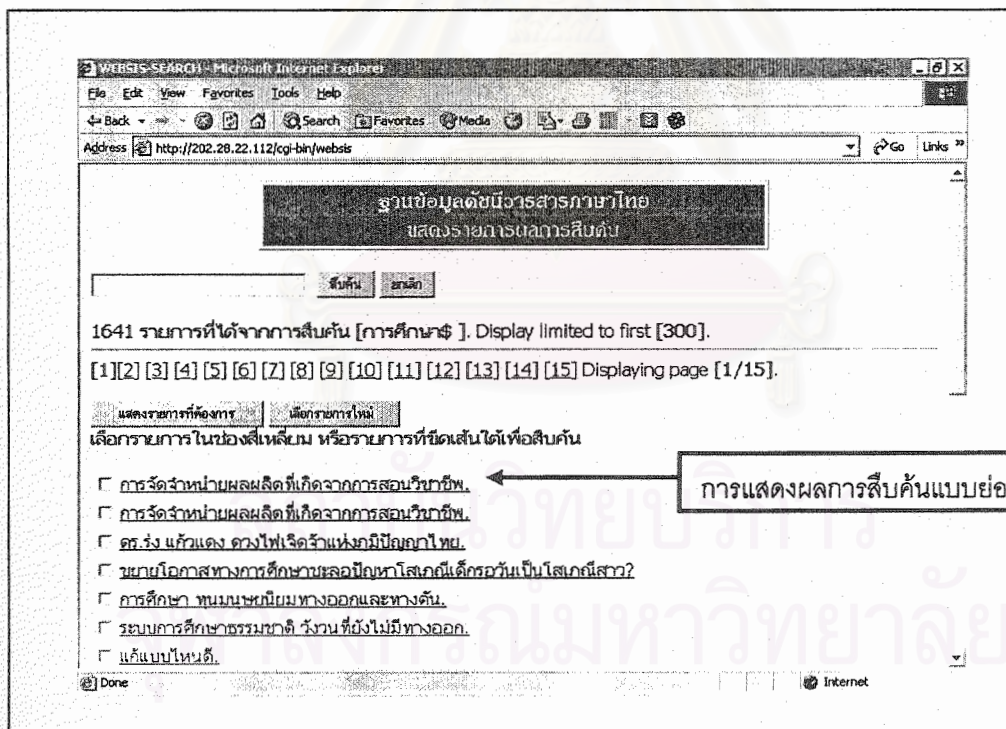 WEBSIS-SEARCH - Microsoft Internet Explorer
File Edit View Favorites Tools Help
Back Search Favorites Media
Address http://202.28.22.112/cgi-bin/websis Go Links »
ฐานข้อมูลดัชนีวารสารภาษาไทย
แสดงรายการผลการสืบค้น
สืบค้น ยกเลิก
1641 รายการที่ได้จากการสืบค้น [การศึกษา$ ]. Display limited to first [300].
[1][2] [3] [4] [5] [6] [7] [8] [9] [10] [11] [12] [13] [14] [15] Displaying page [1/15].
แสดงรายการที่ต้องการ เลือกรายการใหม่
เลือกรายการในช่องสี่เหลี่ยม หรือรายการที่ขีดเส้นใต้เพื่อสืบค้น
การจัดจำหน่ายผลผลิตที่เกิดจากการสอนวิชาชีพ.
การแสดงผลการสืบค้นแบบย่อ
การจัดจำหน่ายผลผลิตที่เกิดจากการสอนวิชาชีพ.
ดร.รุ่ง แก้วแดง ดวงไฟเจิดจ้าแห่งภูมิปัญญาไทย.
ขยายโอกาสทางการศึกษาชะลอปัญหาโสเภณีเด็กรอวันเป็นโสเภณีสาว?
การศึกษา ทุนมนุษยนิยมทางออกและทางตัน.
ระบบการศึกษาธรรมชาติ วังวนที่ยังไม่มีทางออก.
แก้แบบไหนดี.
Done Internet